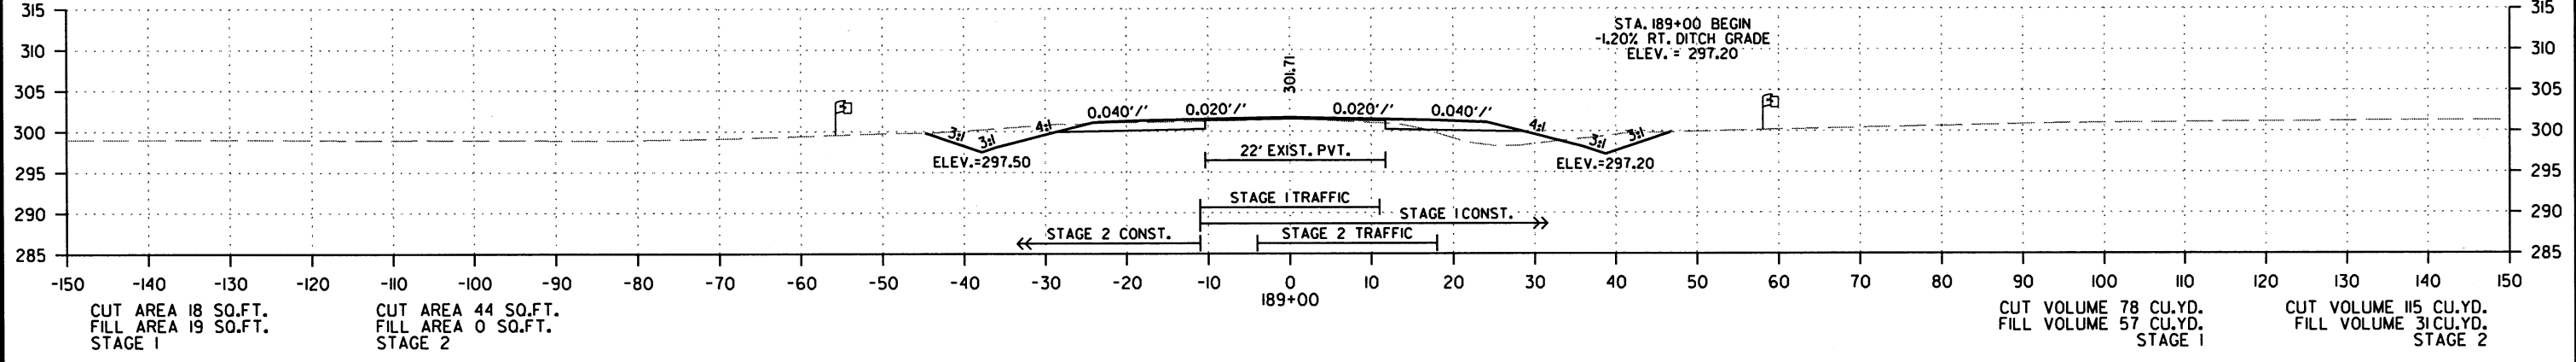 315
315
STA. 189+00 BEGIN
-1.20% RT. DITCH GRADE
ELEV. = 297.20
310
310
301.71
305
305
0.040'/' 0.020'/' 0.020'/' 0.040'/'
300
3:1 3:1 4:1 4:1 3:1 3:1
300
ELEV.=297.50
22' EXIST. PVT.
ELEV.=297.20
295
295
STAGE 1 TRAFFIC
290
STAGE 1 CONST.
290
STAGE 2 CONST.
STAGE 2 TRAFFIC
285
285
-150 -140 -130 -120 -110 -100 -90 -80 -70 -60 -50 -40 -30 -20 -10 0 10 20 30 40 50 60 70 80 90 100 110 120 130 140 150
189+00
CUT AREA 18 SQ.FT.
FILL AREA 19 SQ.FT.
STAGE 1
CUT AREA 44 SQ.FT.
FILL AREA 0 SQ.FT.
STAGE 2
CUT VOLUME 78 CU.YD.
FILL VOLUME 57 CU.YD.
STAGE 1
CUT VOLUME 115 CU.YD.
FILL VOLUME 31 CU.YD.
STAGE 2